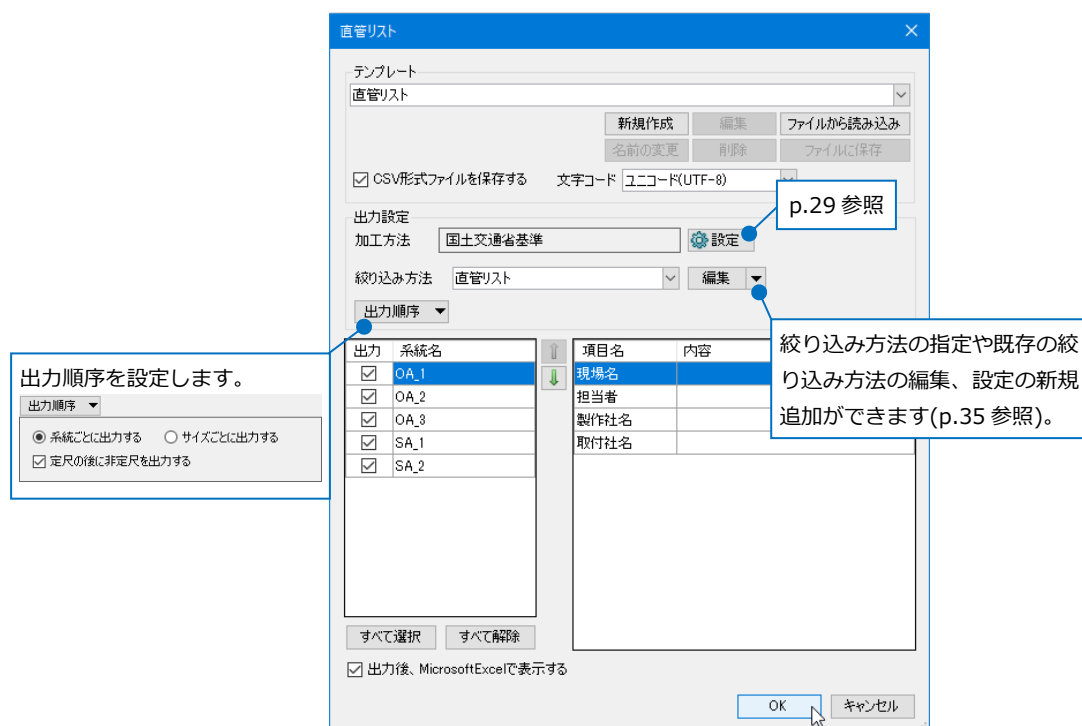 直管リスト
テンプレート
直管リスト
新規作成 編集 ファイルから読み込み
名前の変更 削除 ファイルに保存
CSV形式ファイルを保存する 文字コード ユニコード(UTF-8)
p.29 参照
出力設定
加工方法 国土交通省基準 設定
絞り込み方法 直管リスト 編集
出力順序
絞り込み方法の指定や既存の絞
り込み方法の編集、設定の新規
追加ができます(p.35 参照)。
出力順序を設定します。
出力順序
系統ごとに出力する サイズごとに出力する
定尺の後に非定尺を出力する
出力 系統名
OA_1
OA_2
OA_3
SA_1
SA_2
項目名 内容
現場名
担当者
製作社名
取付社名
すべて選択 すべて解除
出力後、MicrosoftExcelで表示する
OK キャンセル